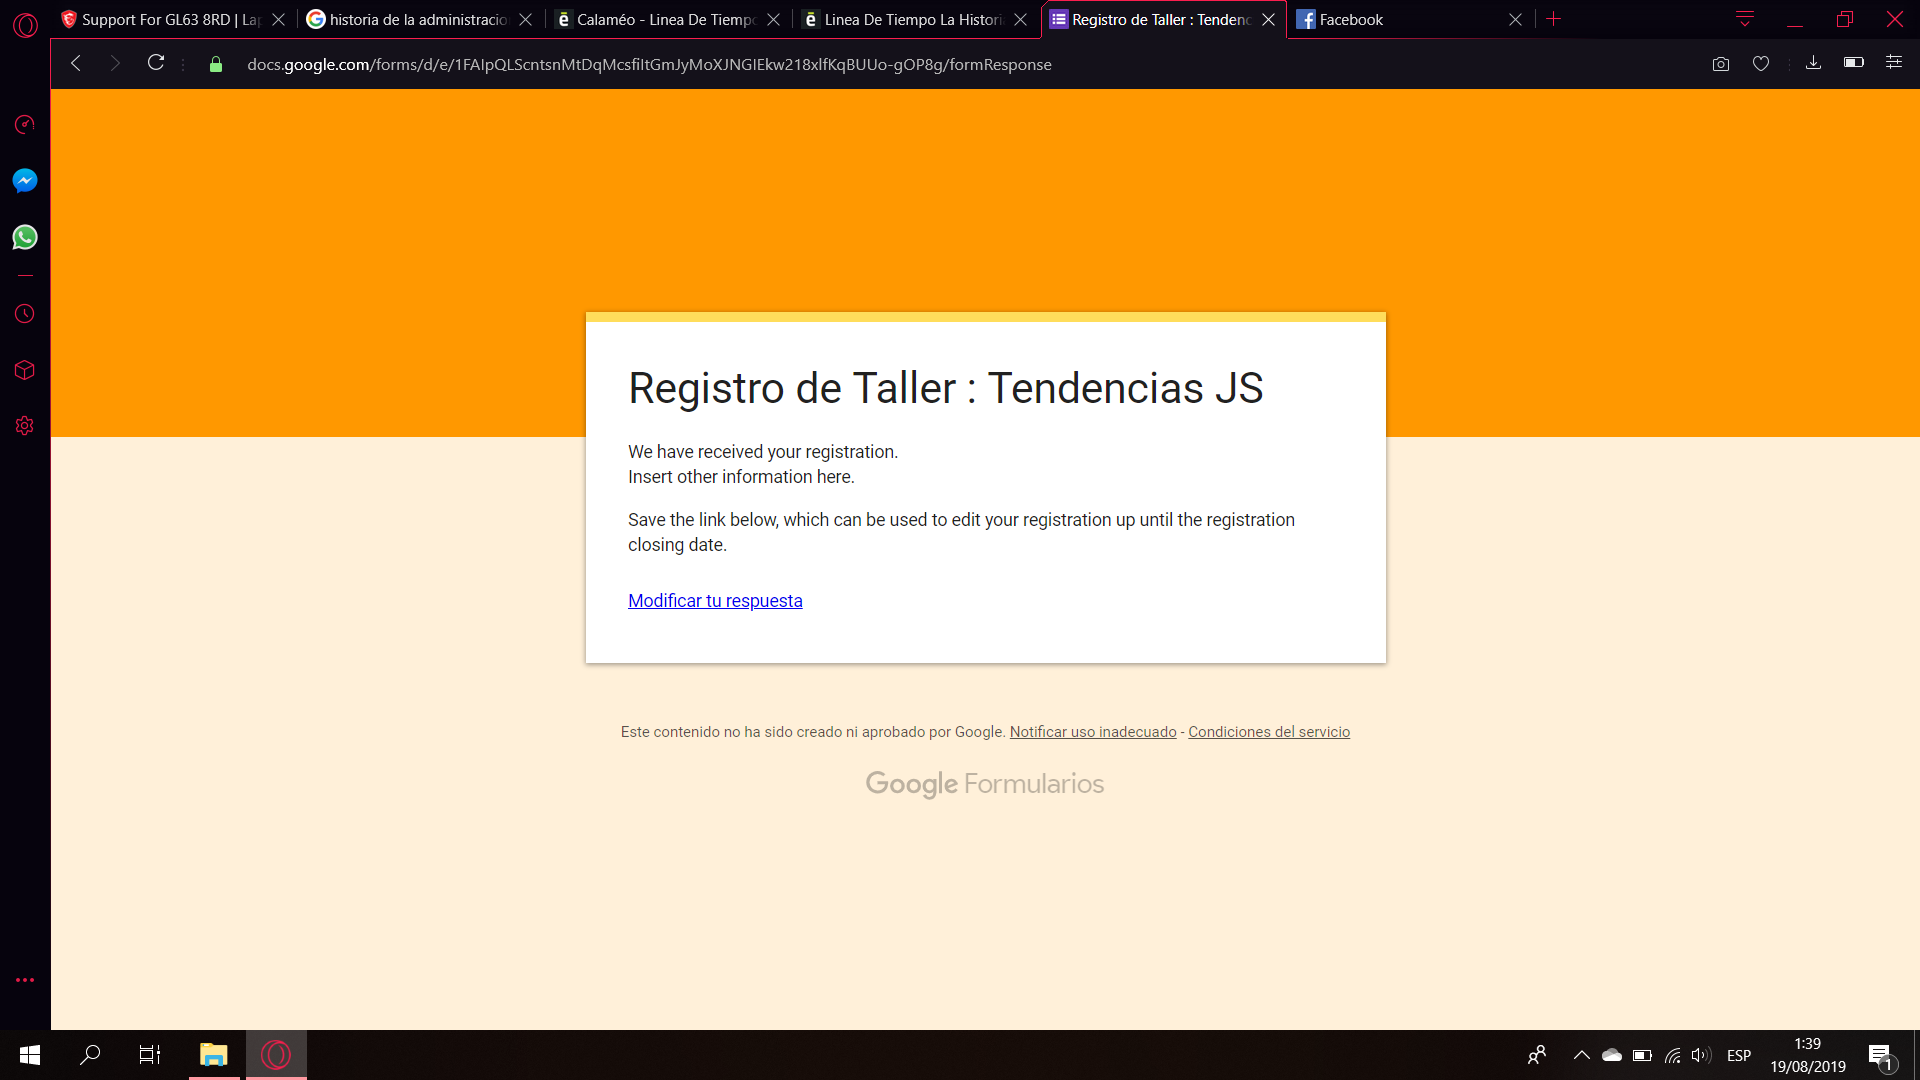 Support For GL63 8RD | Lap
historia de la administracio
Calaméo - Linea De Tiempo
Linea De Tiempo La Histori
Registro de Taller : Tendenc
Facebook
docs.google.com/forms/d/e/1FAIpQLScntsnMtDqMcsfiItGmJyMoXJNGIEkw218xlfKqBUUo-gOP8g/formResponse
Registro de Taller : Tendencias JS
We have received your registration.
Insert other information here.
Save the link below, which can be used to edit your registration up until the registration
closing date.
Modificar tu respuesta
Este contenido no ha sido creado ni aprobado por Google. Notificar uso inadecuado - Condiciones del servicio
Google Formularios
ESP
1:39
19/08/2019
1